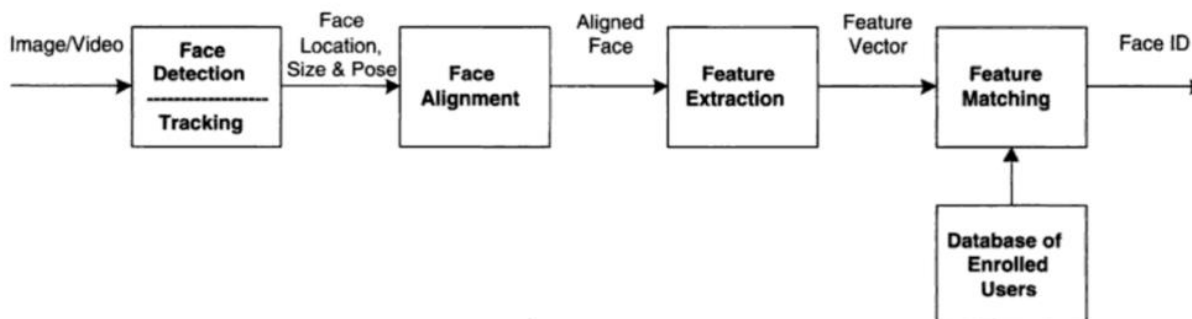 Image/Video
Face
Detection
Tracking
Face
Location,
Size & Pose
Face
Alignment
Aligned
Face
Feature
Extraction
Feature
Vector
Feature
Matching
Face ID
Database of
Enrolled
Users